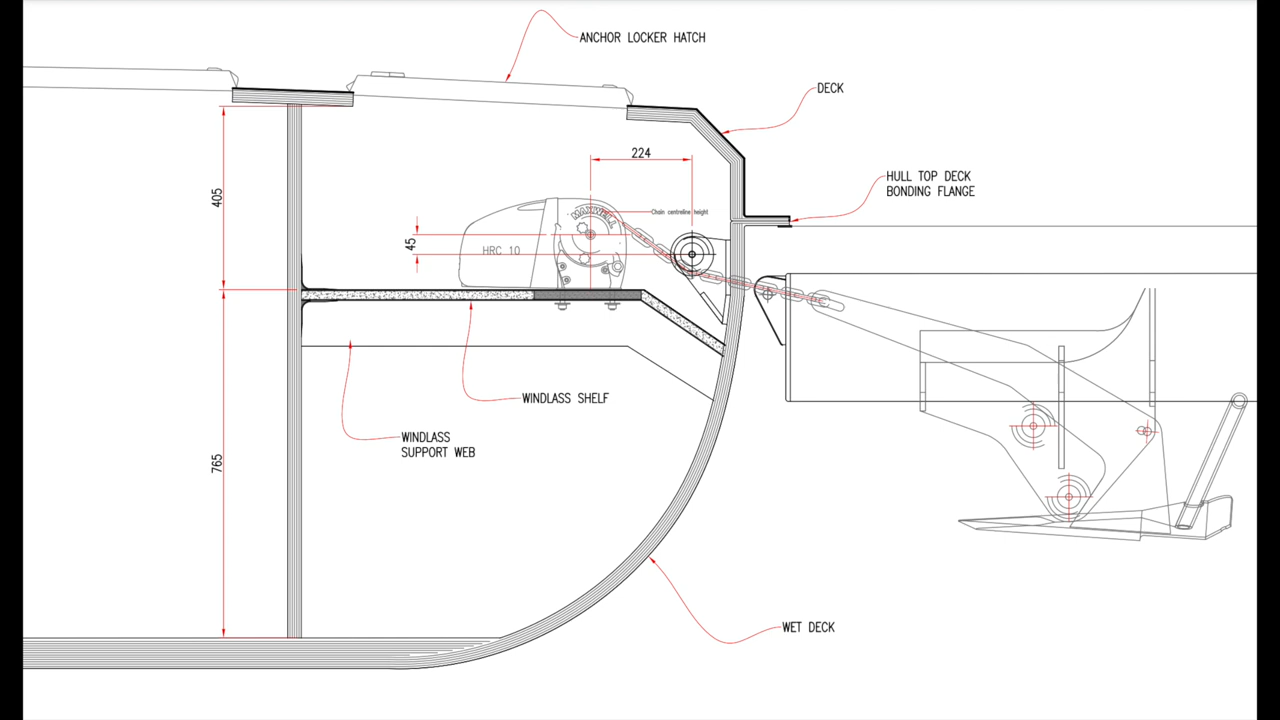 ANCHOR LOCKER HATCH
DECK
224
HULL TOP DECK
BONDING FLANGE
405
MAXWELL
Chain centreline height
45
HRC 10
WINDLASS SHELF
WINDLASS
SUPPORT WEB
765
WET DECK